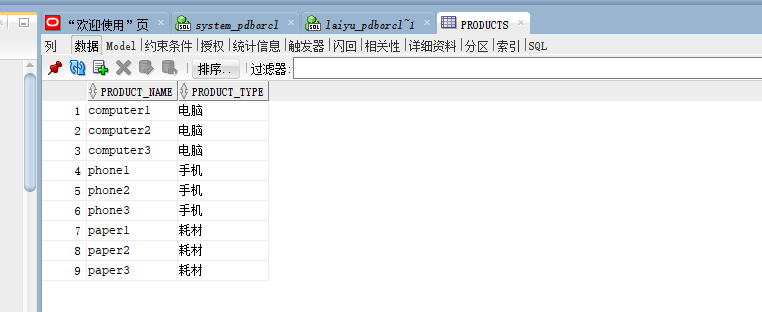 “欢迎使用”页 system_pdborcl laiyu_pdborcl~1 PRODUCTS
列 数据 Model 约束条件 授权 统计信息 触发器 闪回 相关性 详细资料 分区 索引 SQL
排序.. 过滤器:
PRODUCT_NAME PRODUCT_TYPE
1 computer1 电脑
2 computer2 电脑
3 computer3 电脑
4 phone1 手机
5 phone2 手机
6 phone3 手机
7 paper1 耗材
8 paper2 耗材
9 paper3 耗材